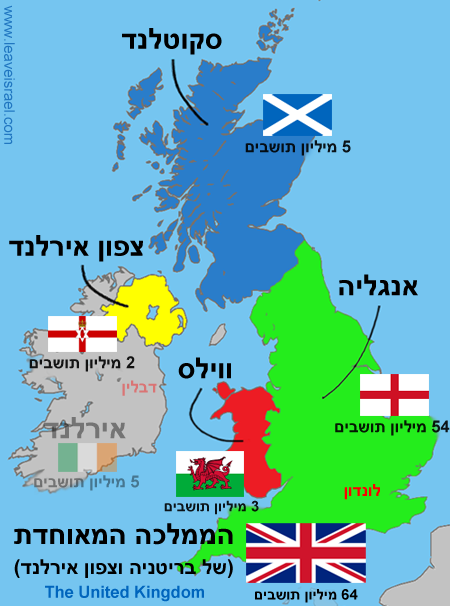 www.leaveisrael.com
סקוטלנד
5 מיליון תושבים
צפון אירלנד
2 מיליון תושבים
אנגליה
54 מיליון תושבים
ווילס
3 מיליון תושבים
דבלין
אירלנד
5 מיליון תושבים
לונדון
הממלכה המאוחדת
(של בריטניה וצפון אירלנד)
The United Kingdom
64 מיליון תושבים